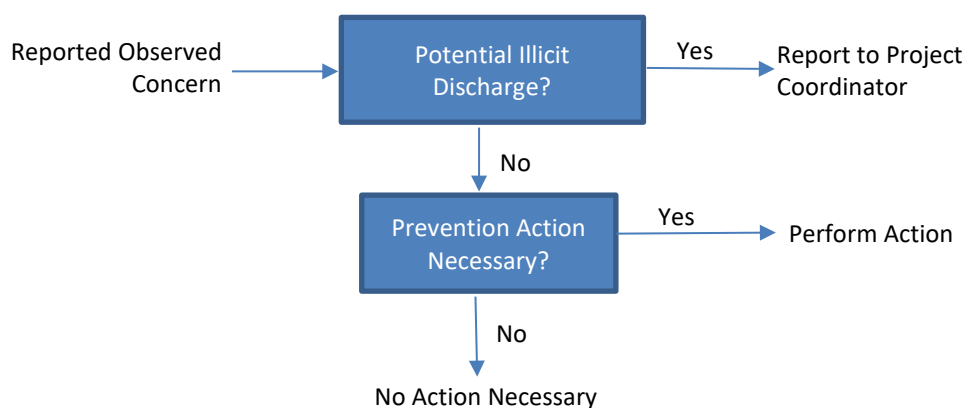 Reported Observed
Concern
Potential Illicit
Discharge?
Yes
Report to Project
Coordinator
No
Prevention Action
Necessary?
Yes
Perform Action
No
No Action Necessary